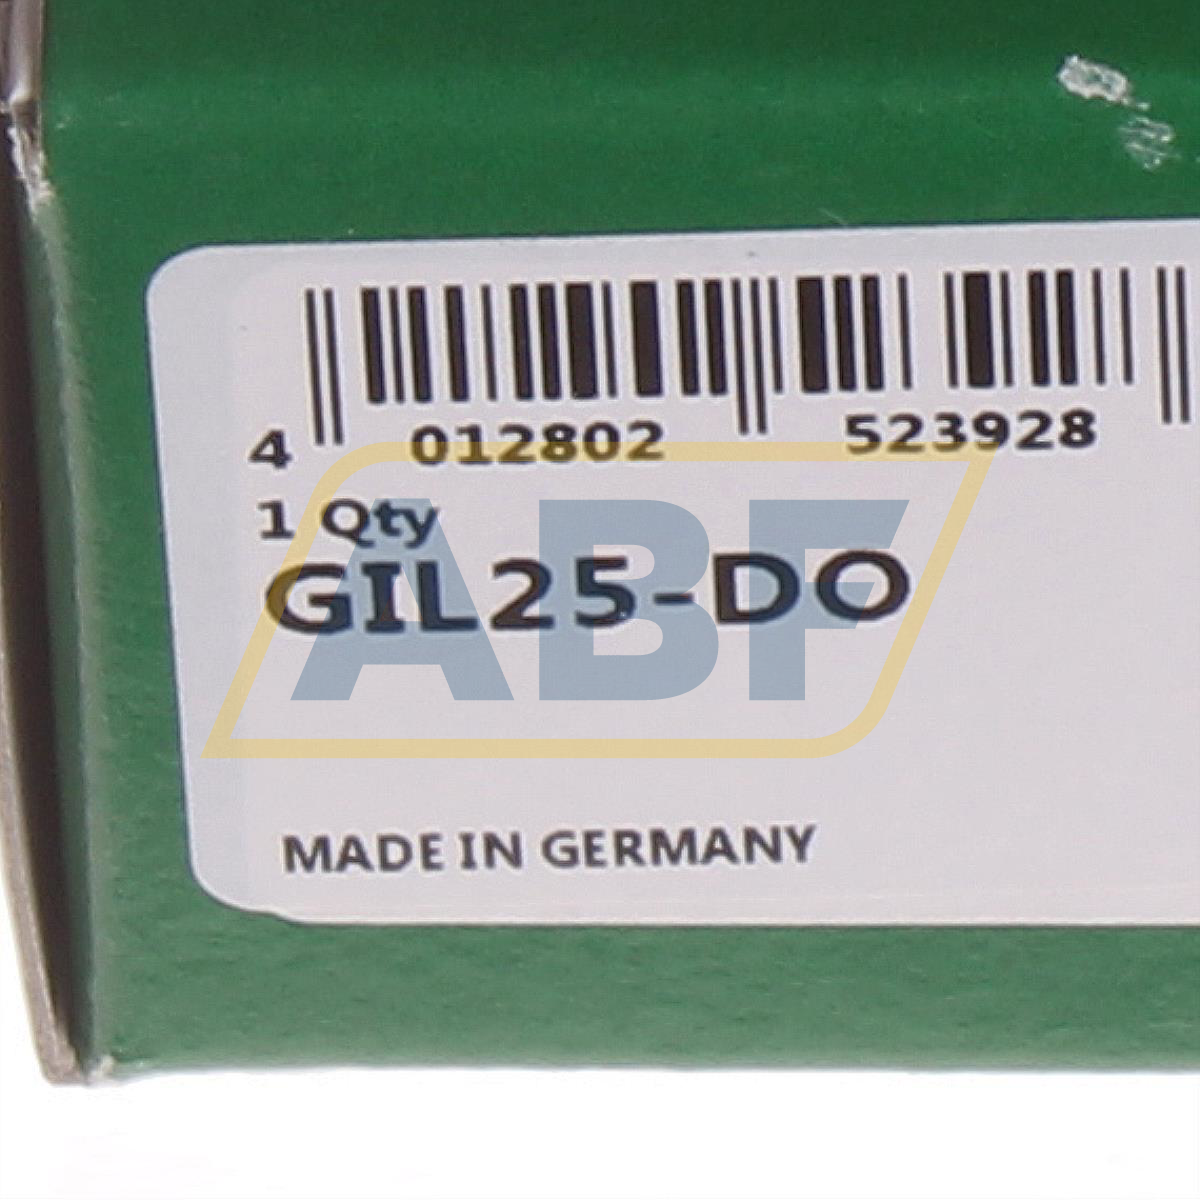 4 012802 523928
1 Qty
GIL25-DO
ABF
MADE IN GERMANY